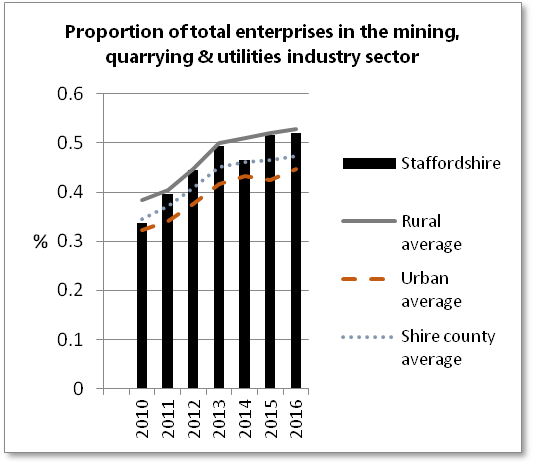 Proportion of total enterprises in the mining,
quarrying & utilities industry sector
0.6
0.5
0.4
0.3
0.2
0.1
0
%
2010
2011
2012
2013
2014
2015
2016
Staffordshire
Rural
average
Urban
average
Shire county
average